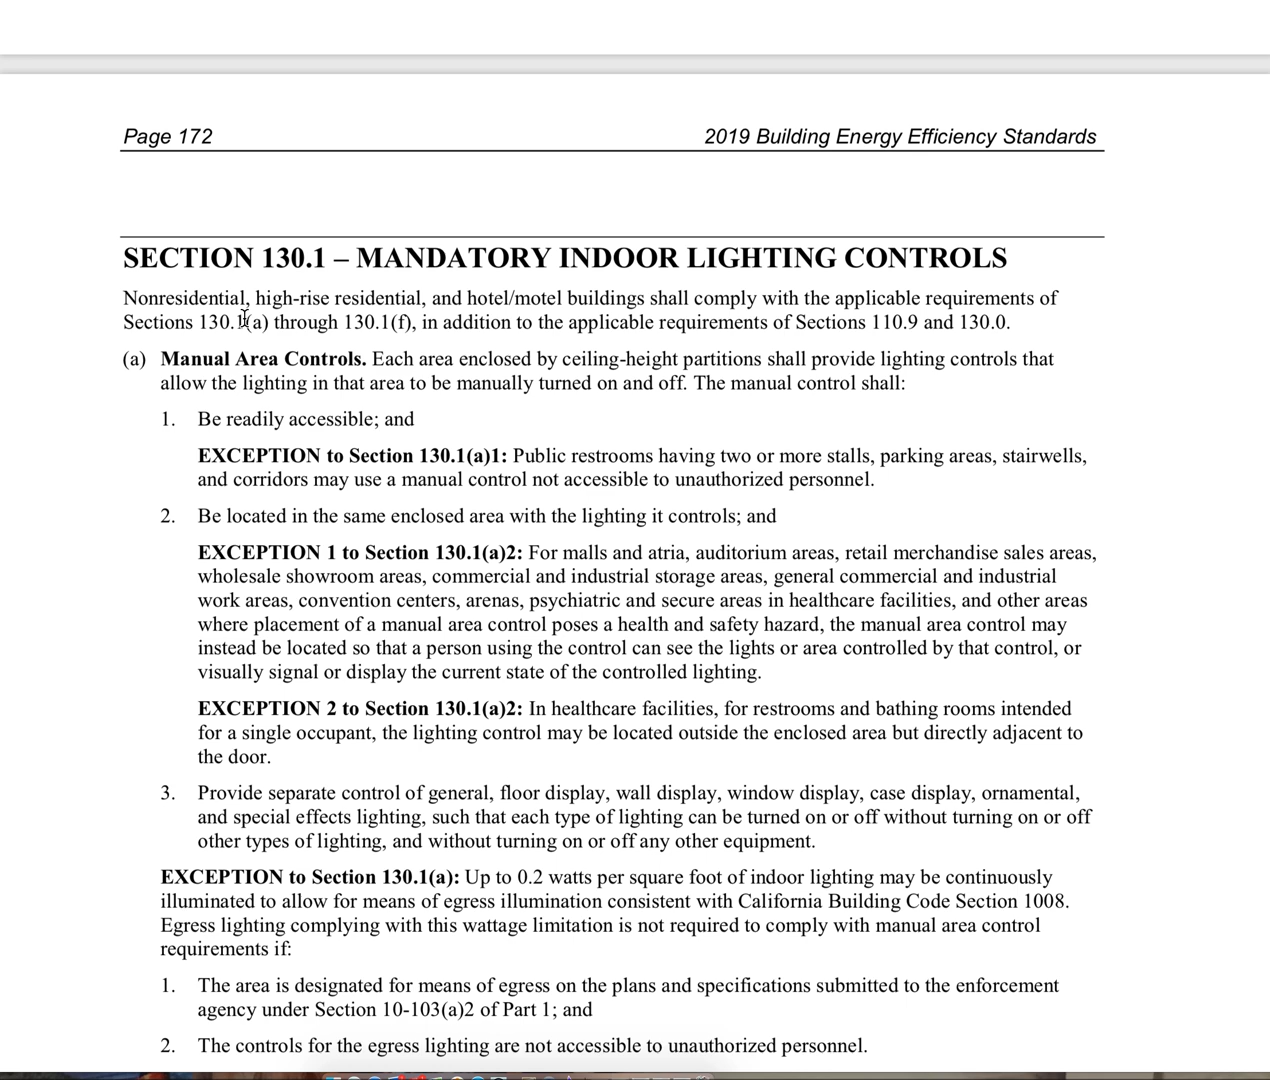 Page 172
2019 Building Energy Efficiency Standards
SECTION 130.1 – MANDATORY INDOOR LIGHTING CONTROLS
Nonresidential, high-rise residential, and hotel/motel buildings shall comply with the applicable requirements of
Sections 130.1(a) through 130.1(f), in addition to the applicable requirements of Sections 110.9 and 130.0.
(a) Manual Area Controls. Each area enclosed by ceiling-height partitions shall provide lighting controls that
allow the lighting in that area to be manually turned on and off. The manual control shall:
1. Be readily accessible; and
EXCEPTION to Section 130.1(a)1: Public restrooms having two or more stalls, parking areas, stairwells,
and corridors may use a manual control not accessible to unauthorized personnel.
2. Be located in the same enclosed area with the lighting it controls; and
EXCEPTION 1 to Section 130.1(a)2: For malls and atria, auditorium areas, retail merchandise sales areas,
wholesale showroom areas, commercial and industrial storage areas, general commercial and industrial
work areas, convention centers, arenas, psychiatric and secure areas in healthcare facilities, and other areas
where placement of a manual area control poses a health and safety hazard, the manual area control may
instead be located so that a person using the control can see the lights or area controlled by that control, or
visually signal or display the current state of the controlled lighting.
EXCEPTION 2 to Section 130.1(a)2: In healthcare facilities, for restrooms and bathing rooms intended
for a single occupant, the lighting control may be located outside the enclosed area but directly adjacent to
the door.
3. Provide separate control of general, floor display, wall display, window display, case display, ornamental,
and special effects lighting, such that each type of lighting can be turned on or off without turning on or off
other types of lighting, and without turning on or off any other equipment.
EXCEPTION to Section 130.1(a): Up to 0.2 watts per square foot of indoor lighting may be continuously
illuminated to allow for means of egress illumination consistent with California Building Code Section 1008.
Egress lighting complying with this wattage limitation is not required to comply with manual area control
requirements if:
1. The area is designated for means of egress on the plans and specifications submitted to the enforcement
agency under Section 10-103(a)2 of Part 1; and
2. The controls for the egress lighting are not accessible to unauthorized personnel.